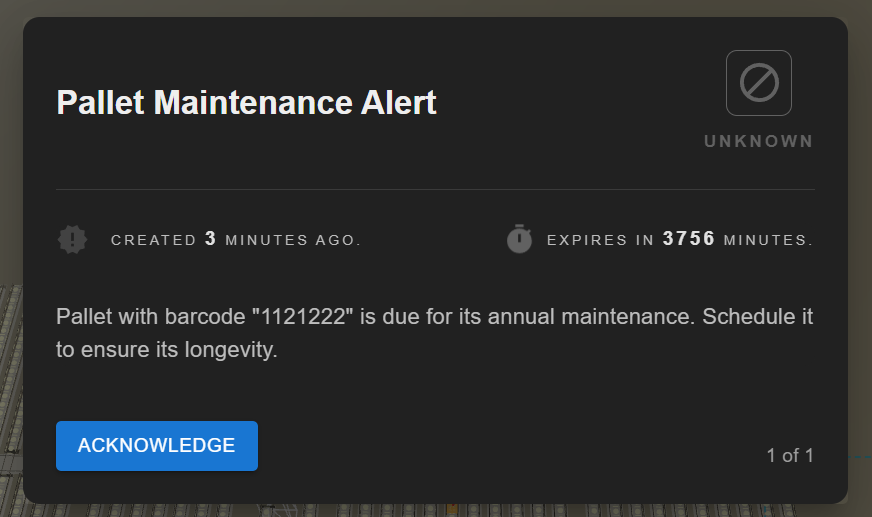 Pallet Maintenance Alert
UNKNOWN
CREATED 3 MINUTES AGO.
EXPIRES IN 3756 MINUTES.
Pallet with barcode "1121222" is due for its annual maintenance. Schedule it
to ensure its longevity.
ACKNOWLEDGE
1 of 1